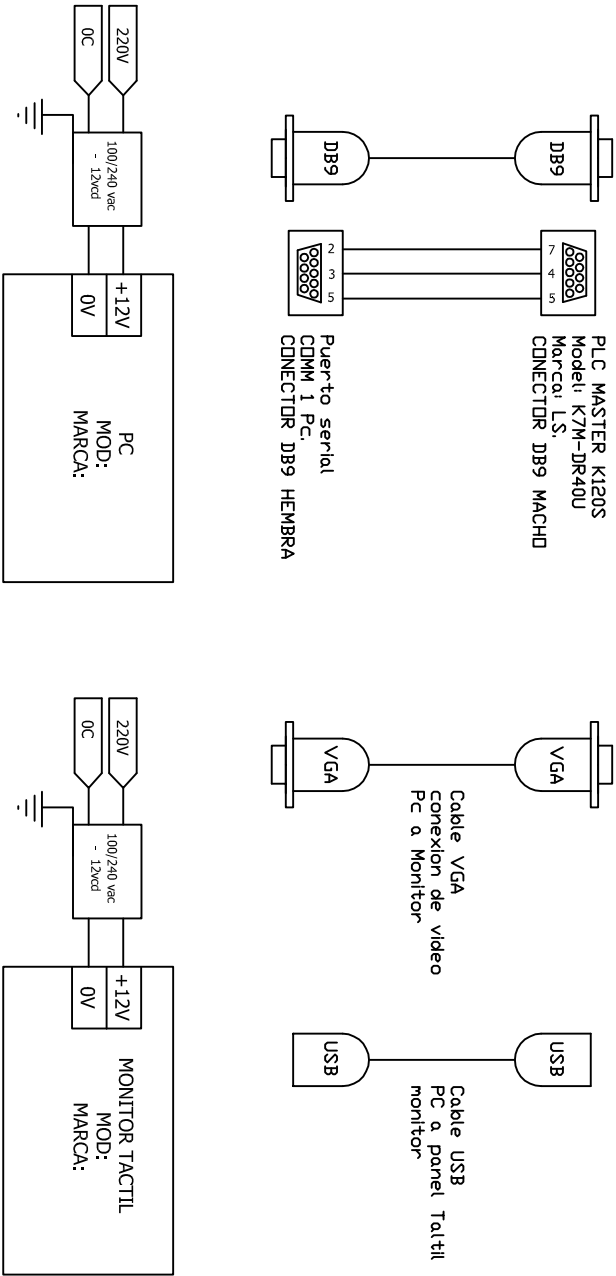 DB9
7
4
5
PLC MASTER K120S
Model: K7M-DR40U
Marca: L.S.
CONECTOR DB9 MACHO
DB9
2
3
5
Puerto serial
COMM 1 Pc.
CONECTOR DB9 HEMBRA
VGA
Cable VGA
conexion de video
Pc a Monitor
VGA
USB
Cable USB
PC a panel Taltil
monitor
USB
220V
0C
100/240 vac
- 12vcd
+12V
0V
PC
MOD:
MARCA:
220V
0C
100/240 vac
- 12vcd
+12V
0V
MONITOR TACTIL
MOD:
MARCA: